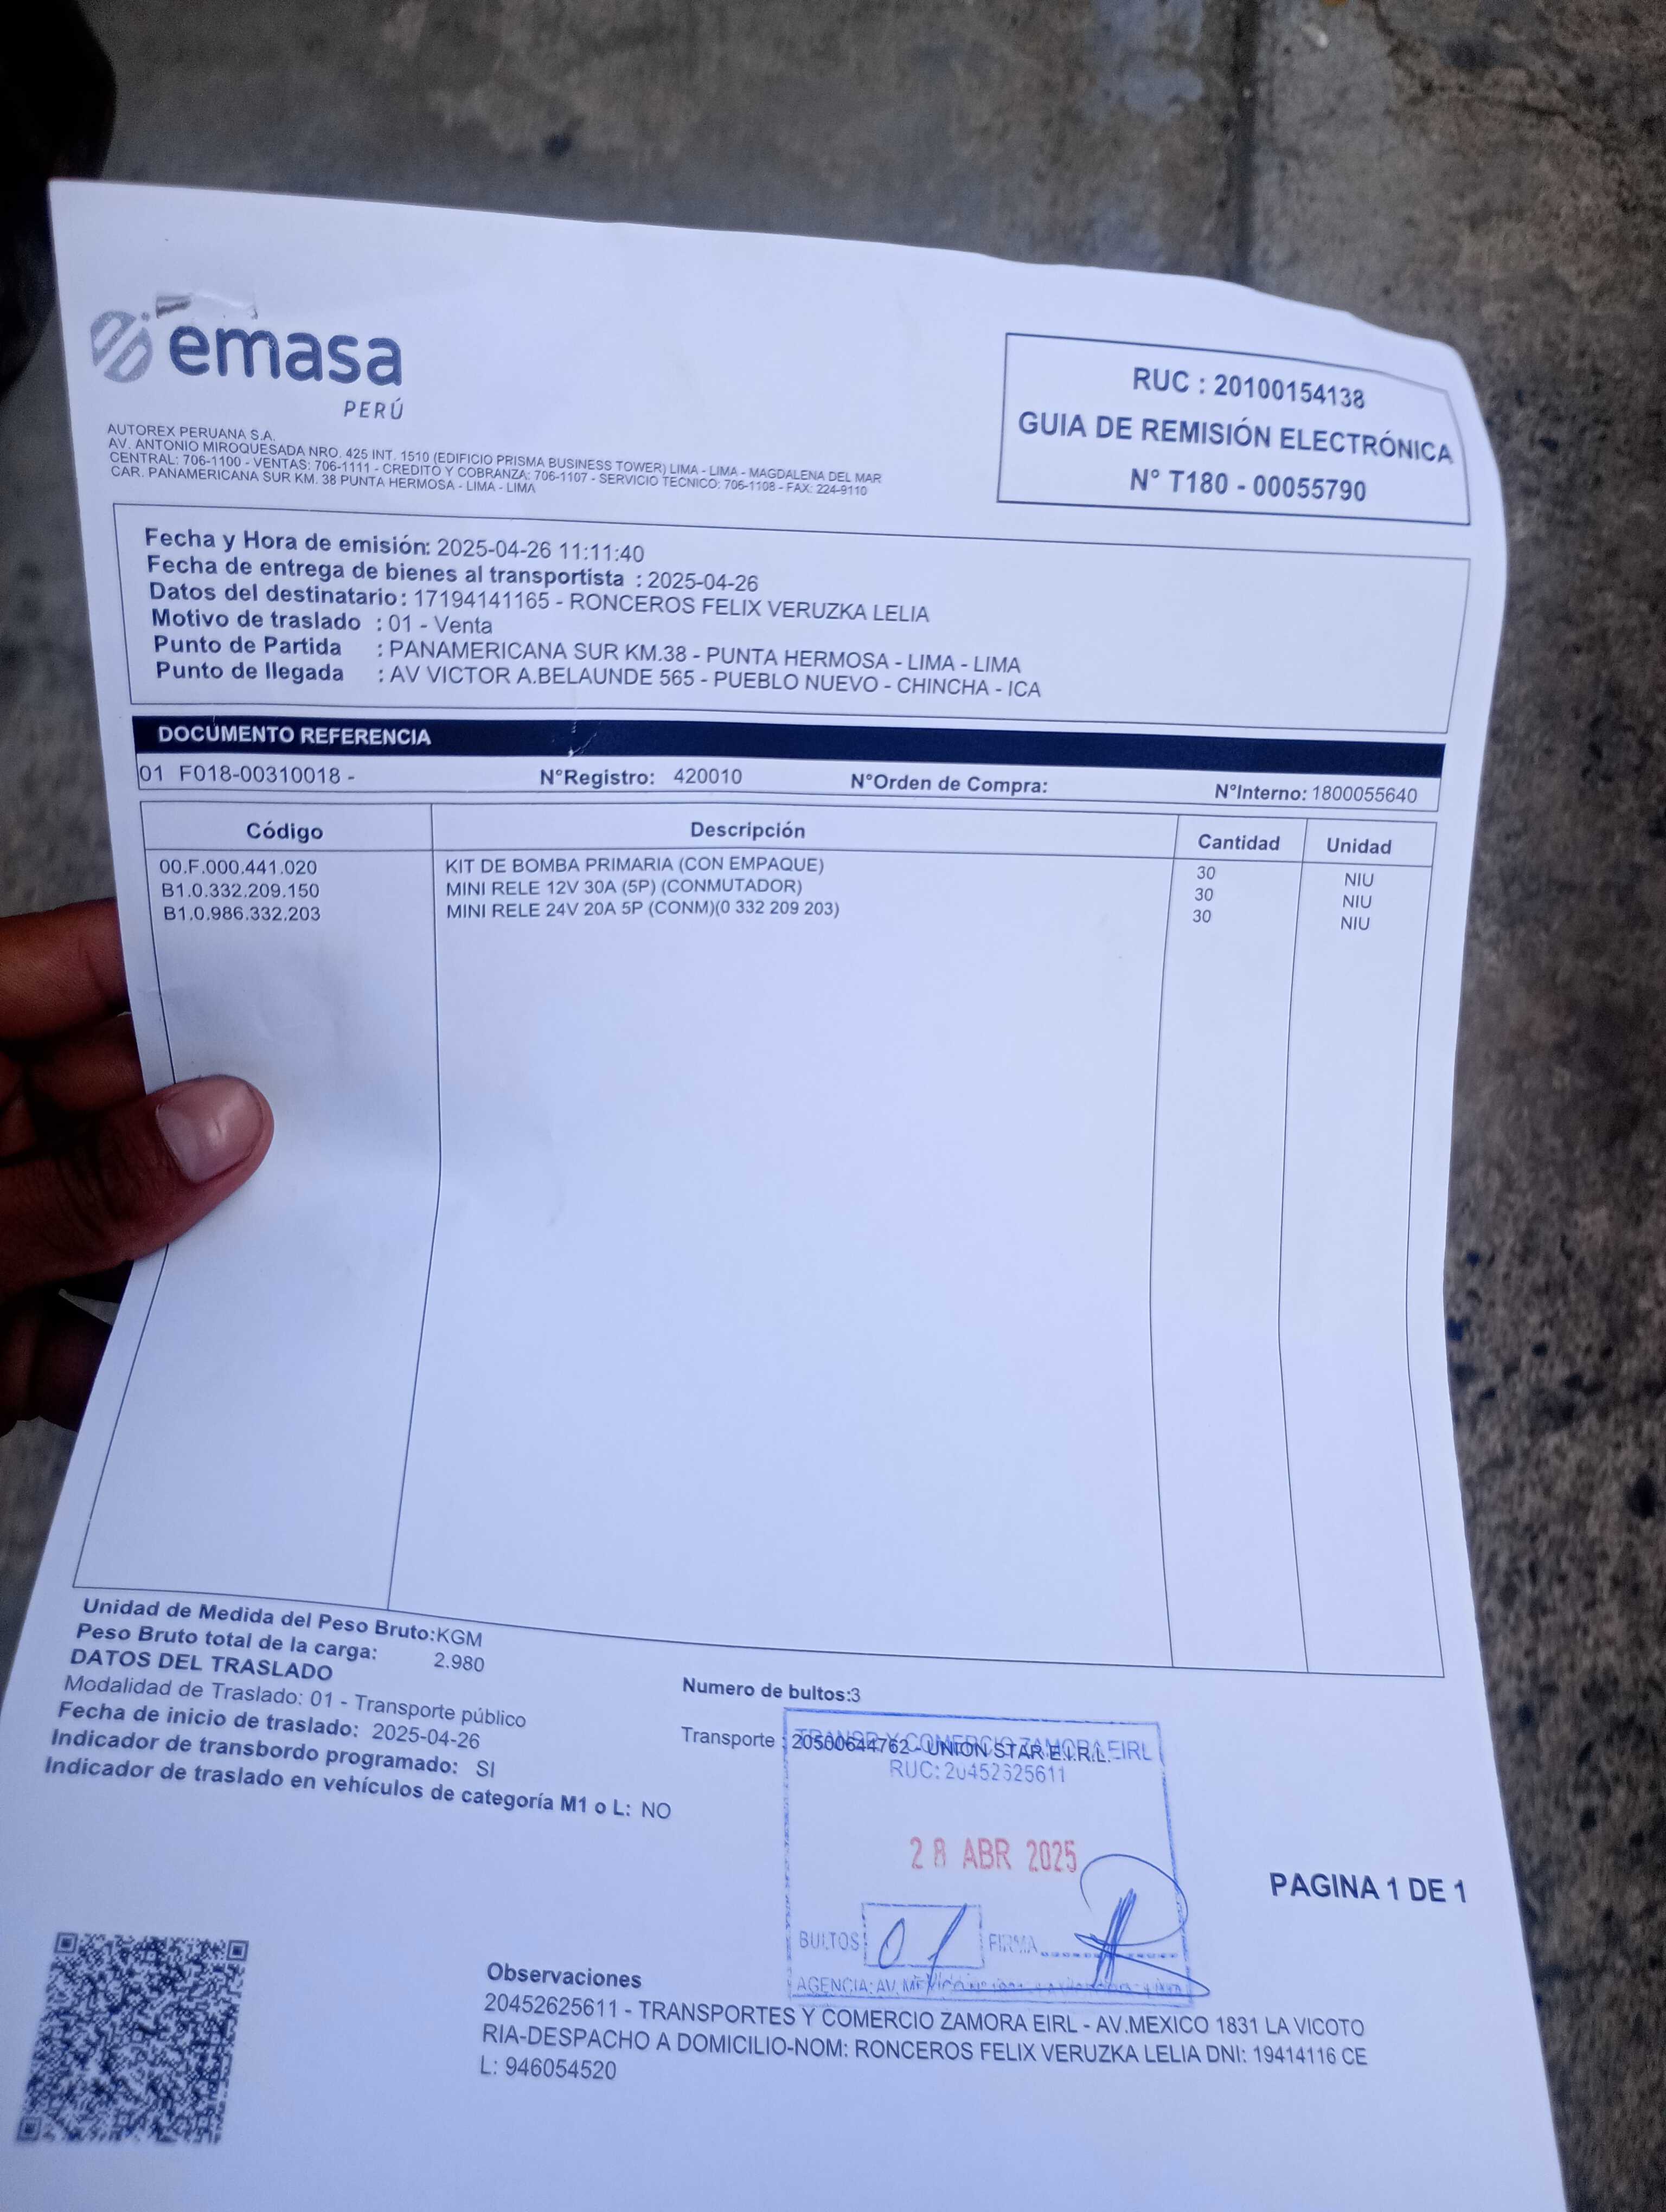 emasa
PERÚ
AUTOREX PERUANA S.A.
AV. ANTONIO MIROQUESADA NRO. 425 INT. 1510 (EDIFICIO PRISMA BUSINESS TOWER) LIMA - LIMA - MAGDALENA DEL MAR
CENTRAL: 706-1100 - VENTAS: 706-1111 - CREDITO Y COBRANZA: 706-1107 - SERVICIO TECNICO: 706-1108 - FAX: 224-9110
CAR. PANAMERICANA SUR KM. 38 PUNTA HERMOSA - LIMA - LIMA
RUC : 20100154138
GUIA DE REMISIÓN ELECTRÓNICA
N° T180 - 00055790
Fecha y Hora de emisión: 2025-04-26 11:11:40
Fecha de entrega de bienes al transportista : 2025-04-26
Datos del destinatario: 17194141165 - RONCEROS FELIX VERUZKA LELIA
Motivo de traslado : 01 - Venta
Punto de Partida : PANAMERICANA SUR KM.38 - PUNTA HERMOSA - LIMA - LIMA
Punto de llegada : AV VICTOR A.BELAUNDE 565 - PUEBLO NUEVO - CHINCHA - ICA
DOCUMENTO REFERENCIA
01 F018-00310018 - N°Registro: 420010 N°Orden de Compra: N°Interno: 1800055640
Código Descripción Cantidad Unidad
00.F.000.441.020 KIT DE BOMBA PRIMARIA (CON EMPAQUE) 30 NIU
B1.0.332.209.150 MINI RELE 12V 30A (5P) (CONMUTADOR) 30 NIU
B1.0.986.332.203 MINI RELE 24V 20A 5P (CONM)(0 332 209 203) 30 NIU
Unidad de Medida del Peso Bruto:KGM
Peso Bruto total de la carga: 2.980
DATOS DEL TRASLADO
Modalidad de Traslado: 01 - Transporte público
Fecha de inicio de traslado: 2025-04-26
Indicador de transbordo programado: SI
Indicador de traslado en vehículos de categoría M1 o L: NO
Numero de bultos:3
Transporte : 20500644762 - UNION STAR E.I.R.L.
TRANSP. Y COMERCIO ZAMORA EIRL
RUC: 20452625611
28 ABR 2025
BULTOS 01 FIRMA
AGENCIA: AV. MEXICO
PAGINA 1 DE 1
Observaciones
20452625611 - TRANSPORTES Y COMERCIO ZAMORA EIRL - AV.MEXICO 1831 LA VICOTO
RIA-DESPACHO A DOMICILIO-NOM: RONCEROS FELIX VERUZKA LELIA DNI: 19414116 CE
L: 946054520